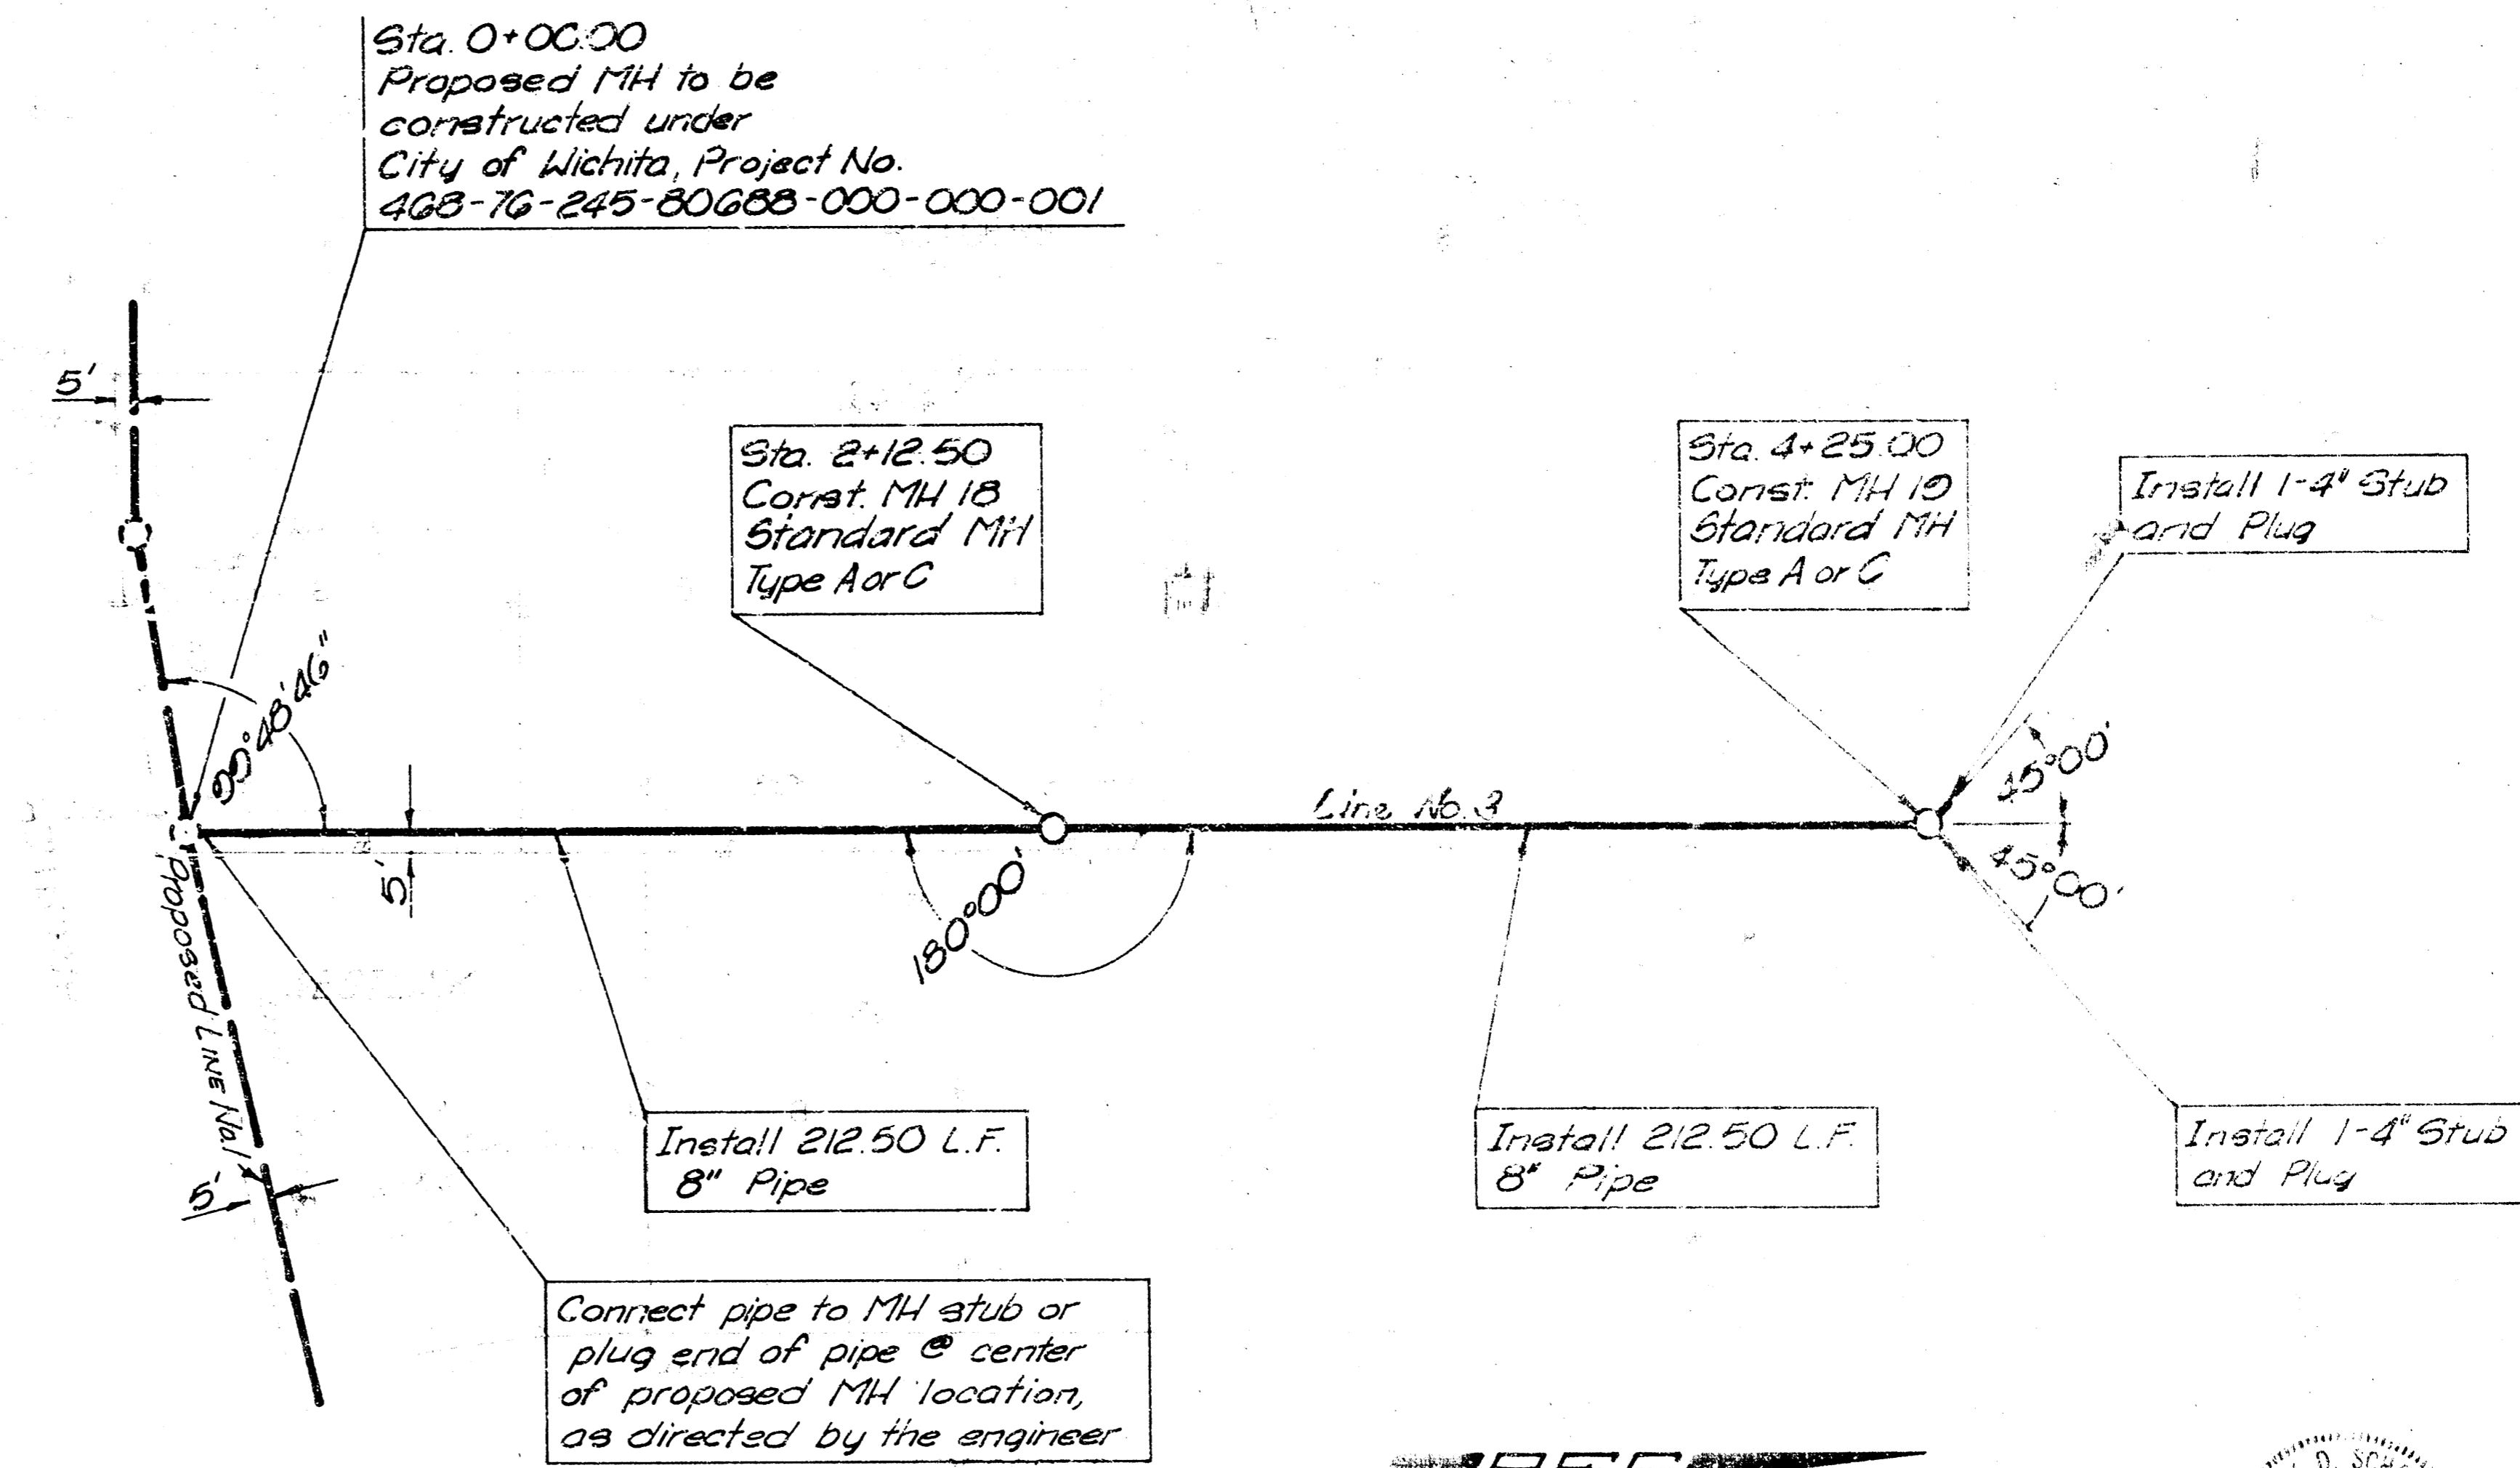 Sta. 0+00.00
Proposed MH to be
constructed under
City of Wichita, Project No.
468-76-245-80688-000-000-001
5'
Sta. 2+12.50
Const. MH 18
Standard MH
Type A or C
Sta. 4+25.00
Const. MH 19
Standard MH
Type A or C
Install 1-4" Stub
and Plug
95°48'46"
45°00'
Line No. 3
5'
180°00'
45°00'
Proposed LINE No.1
5'
Install 212.50 L.F.
8" Pipe
Install 212.50 L.F.
8" Pipe
Install 1-4" Stub
and Plug
Connect pipe to MH stub or
plug end of pipe @ center
of proposed MH location,
as directed by the engineer